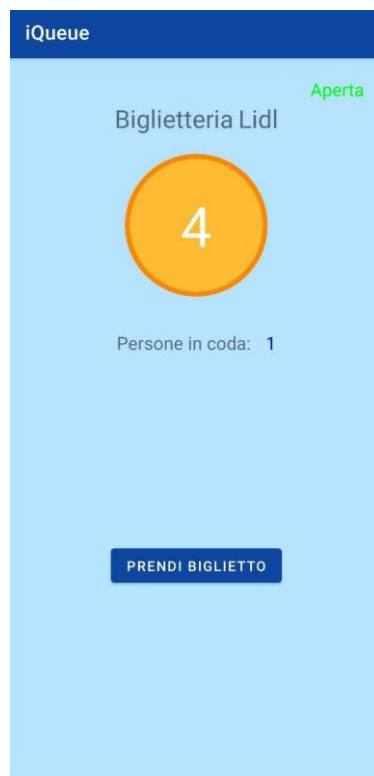 iQueue
Aperta
Biglietteria Lidl
4
Persone in coda: 1
PRENDI BIGLIETTO